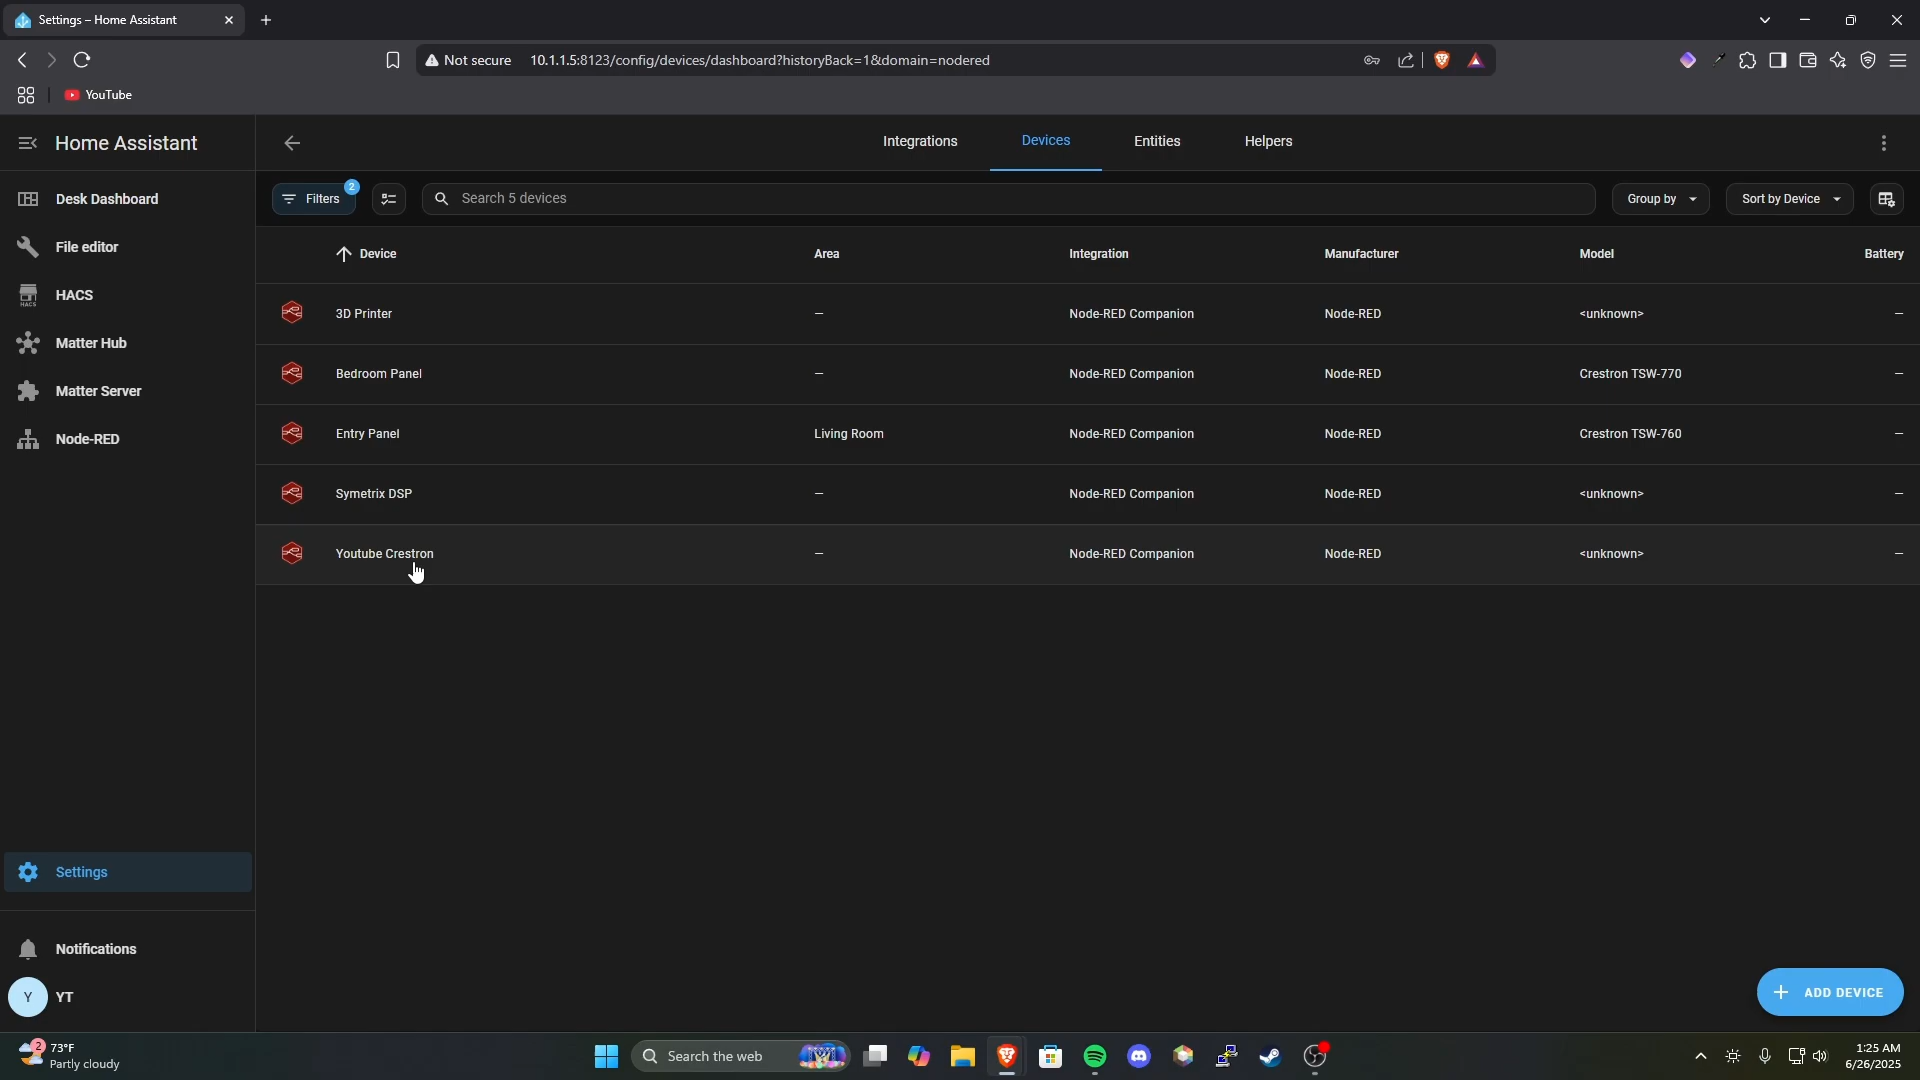 Settings – Home Assistant
Not secure 10.1.1.5:8123/config/devices/dashboard?historyBack=1&domain=nodered
YouTube
Home Assistant
Integrations Devices Entities Helpers
Desk Dashboard
File editor
HACS
HACS
Matter Hub
Matter Server
Node-RED
Settings
Notifications
Y YT
Filters 2 Search 5 devices Group by Sort by Device
Device Area Integration Manufacturer Model Battery
3D Printer — Node-RED Companion Node-RED <unknown> —
Bedroom Panel — Node-RED Companion Node-RED Crestron TSW-770 —
Entry Panel Living Room Node-RED Companion Node-RED Crestron TSW-760 —
Symetrix DSP — Node-RED Companion Node-RED <unknown> —
Youtube Crestron — Node-RED Companion Node-RED <unknown> —
ADD DEVICE
2 73°F
Partly cloudy
Search the web
1:25 AM
6/26/2025